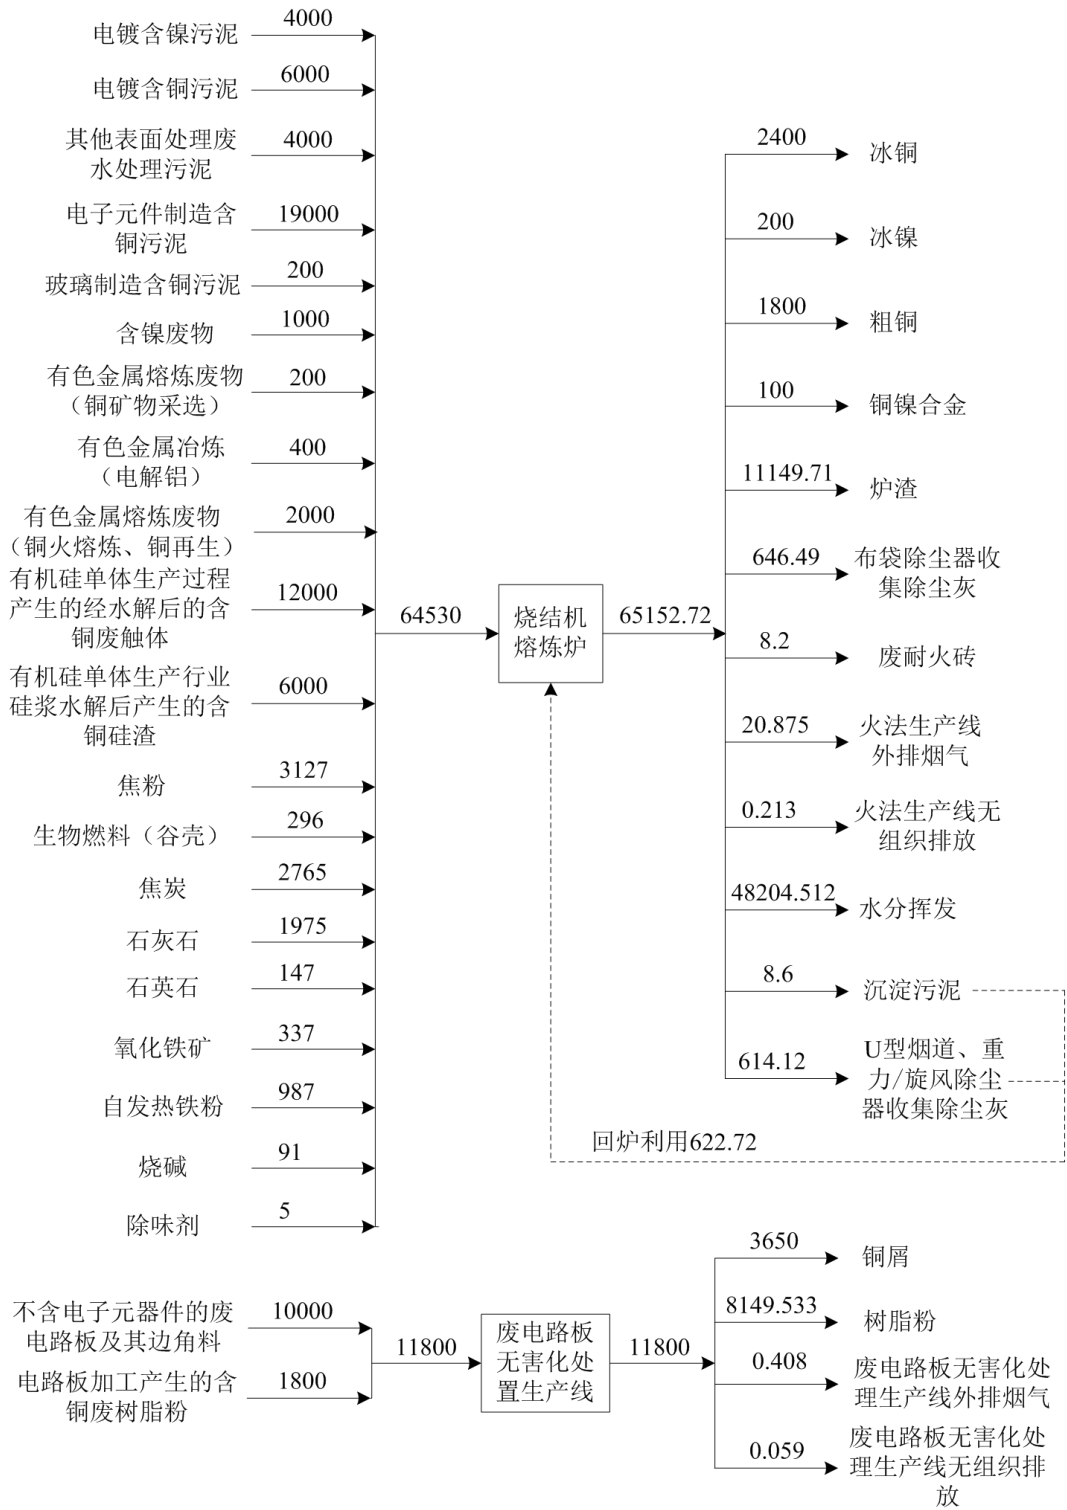 电镀含镍污泥
4000
电镀含铜污泥
6000
其他表面处理废
水处理污泥
4000
电子元件制造含
铜污泥
19000
玻璃制造含铜污泥
200
含镍废物
1000
有色金属熔炼废物
（铜矿物采选）
200
有色金属冶炼
（电解铝）
400
有色金属熔炼废物
（铜火熔炼、铜再生）
2000
有机硅单体生产过程
产生的经水解后的含
铜废触体
12000
有机硅单体生产行业
硅浆水解后产生的含
铜硅渣
6000
焦粉
3127
生物燃料（谷壳）
296
焦炭
2765
石灰石
1975
石英石
147
氧化铁矿
337
自发热铁粉
987
烧碱
91
除味剂
5
64530
烧结机
熔炼炉
65152.72
2400
冰铜
200
冰镍
1800
粗铜
100
铜镍合金
11149.71
炉渣
646.49
布袋除尘器收
集除尘灰
8.2
废耐火砖
20.875
火法生产线
外排烟气
0.213
火法生产线无
组织排放
48204.512
水分挥发
8.6
沉淀污泥
614.12
U型烟道、重
力/旋风除尘
器收集除尘灰
回炉利用622.72
不含电子元器件的废
电路板及其边角料
10000
电路板加工产生的含
铜废树脂粉
1800
11800
废电路板
无害化处
置生产线
11800
3650
铜屑
8149.533
树脂粉
0.408
废电路板无害化处
理生产线外排烟气
0.059
废电路板无害化处
理生产线无组织排
放